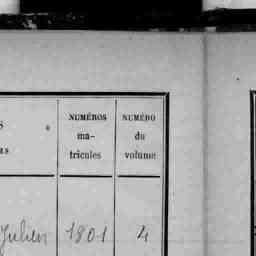 NUMÉROS
ma-
tricules
NUMÉRO
du
volume
Julien 1801 4